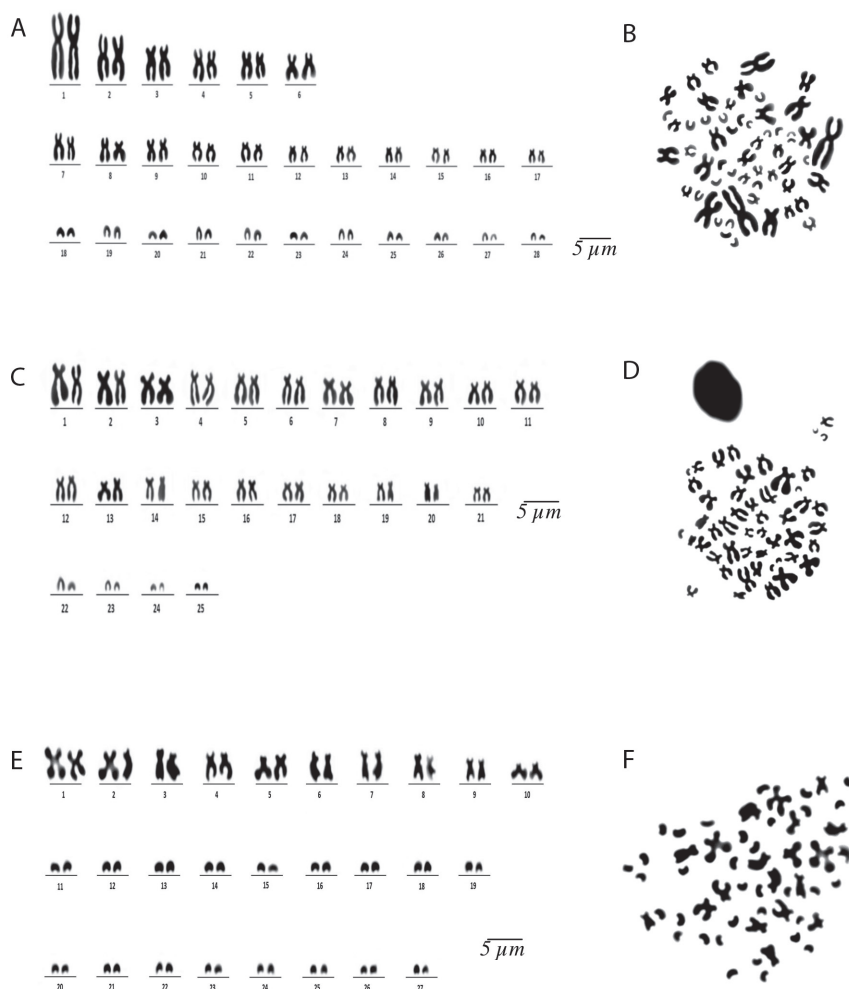 A
B
1 2 3 4 5 6
7 8 9 10 11 12 13 14 15 16 17
18 19 20 21 22 23 24 25 26 27 28
5 µm
C
D
1 2 3 4 5 6 7 8 9 10 11
12 13 14 15 16 17 18 19 20 21
5 µm
22 23 24 25
E
F
1 2 3 4 5 6 7 8 9 10
11 12 13 14 15 16 17 18 19
5 µm
20 21 22 23 24 25 26 27